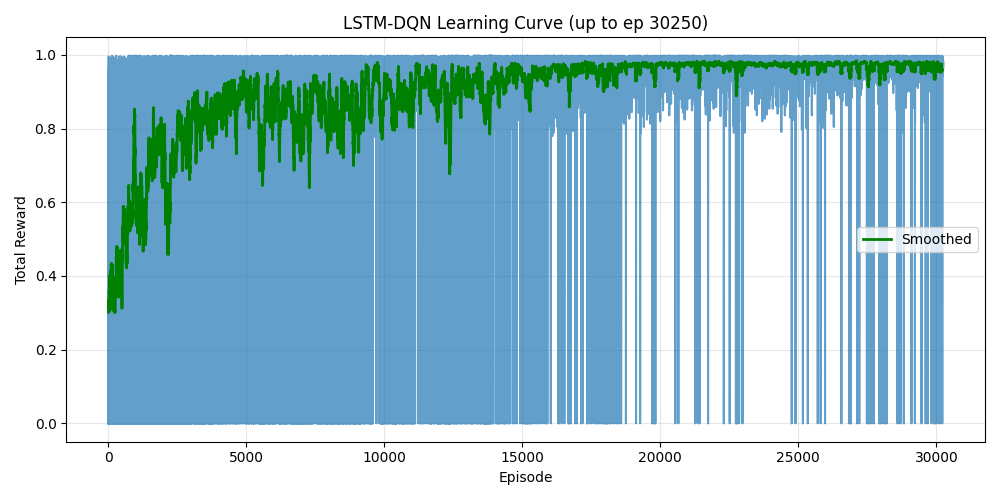 LSTM-DQN Learning Curve (up to ep 30250)
1.0
0.8
0.6
0.4
0.2
0.0
Total Reward
Smoothed
0 5000 10000 15000 20000 25000 30000
Episode